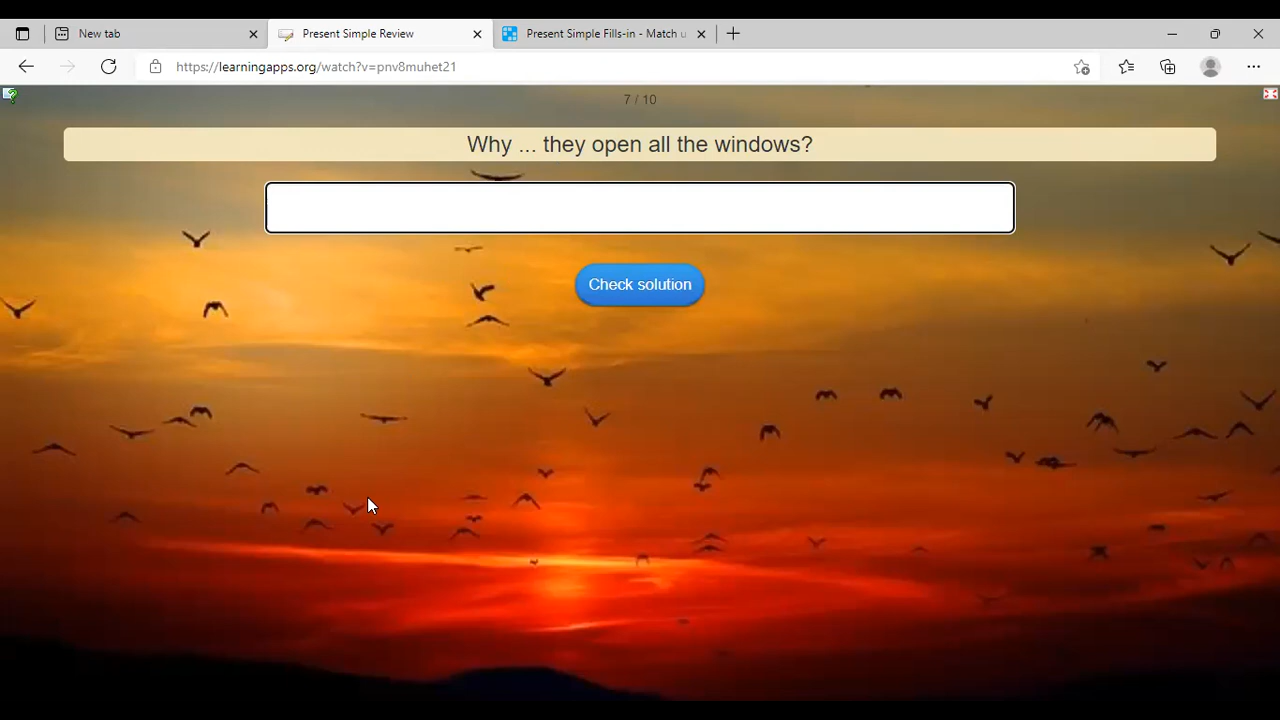 New tab
Present Simple Review
Present Simple Fills-in - Match u
https://learningapps.org/watch?v=pnv8muhet21
7 / 10
Why ... they open all the windows?
Check solution